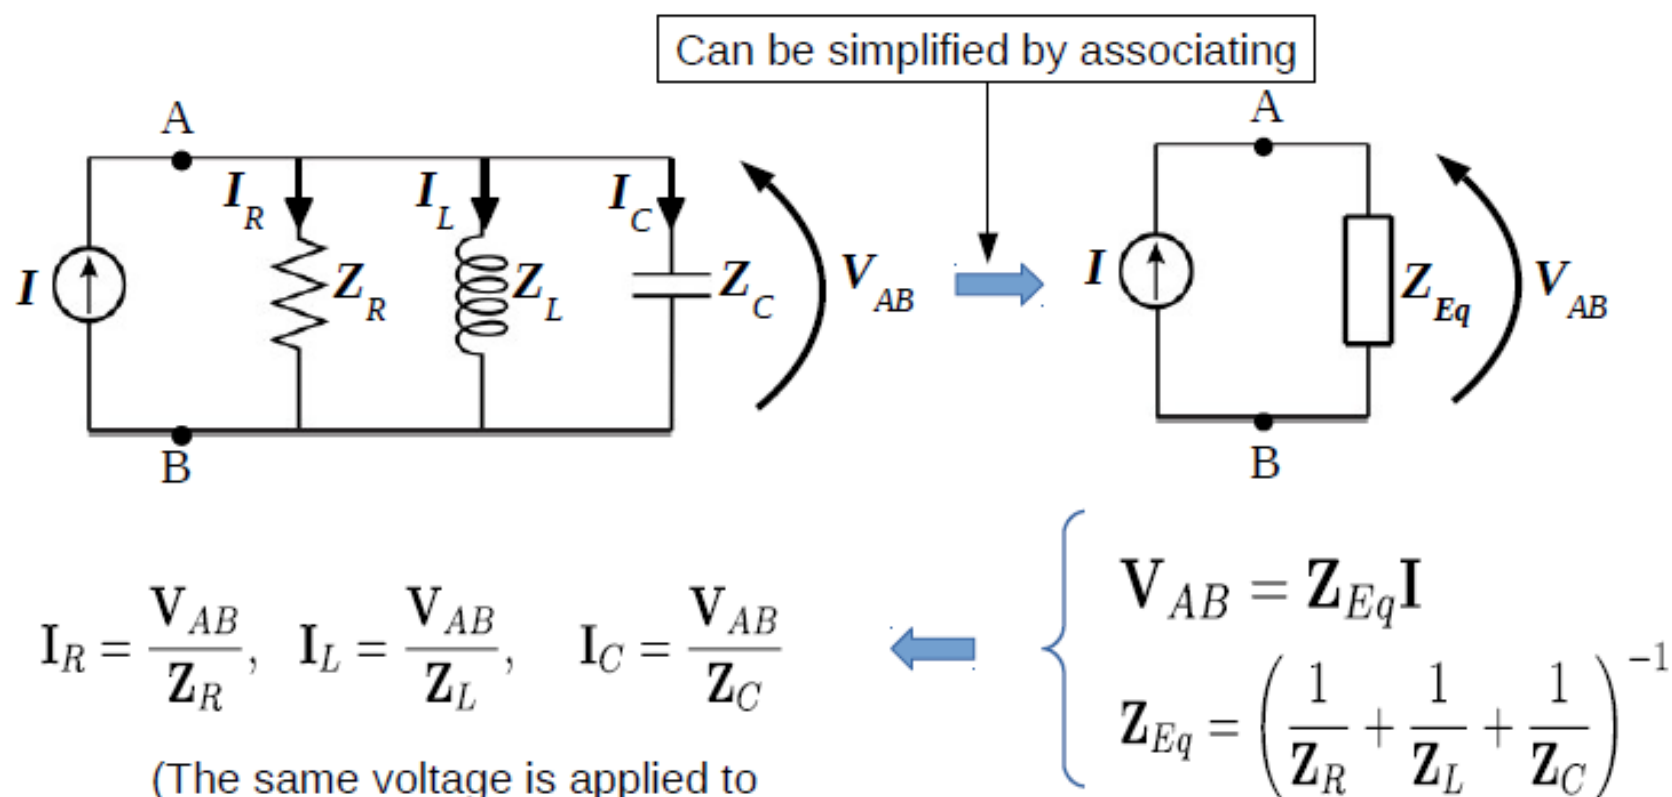 Can be simplified by associating
A
I_R
I_L
I_C
I
Z_R
Z_L
Z_C
V_AB
B
A
I
Z_Eq
V_AB
B
I_R = V_AB / Z_R, I_L = V_AB / Z_L, I_C = V_AB / Z_C
V_AB = Z_Eq I
Z_Eq = (1/Z_R + 1/Z_L + 1/Z_C)^−1
(The same voltage is applied to